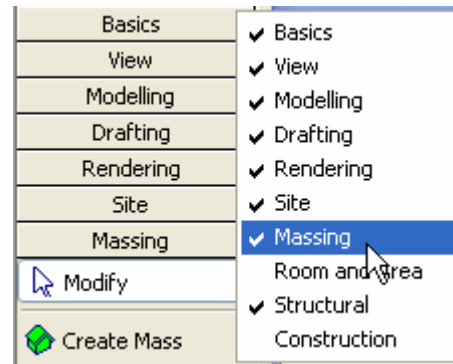 Basics
View
Modelling
Drafting
Rendering
Site
Massing
Modify
Create Mass
Basics
View
Modelling
Drafting
Rendering
Site
Massing
Room and Area
Structural
Construction